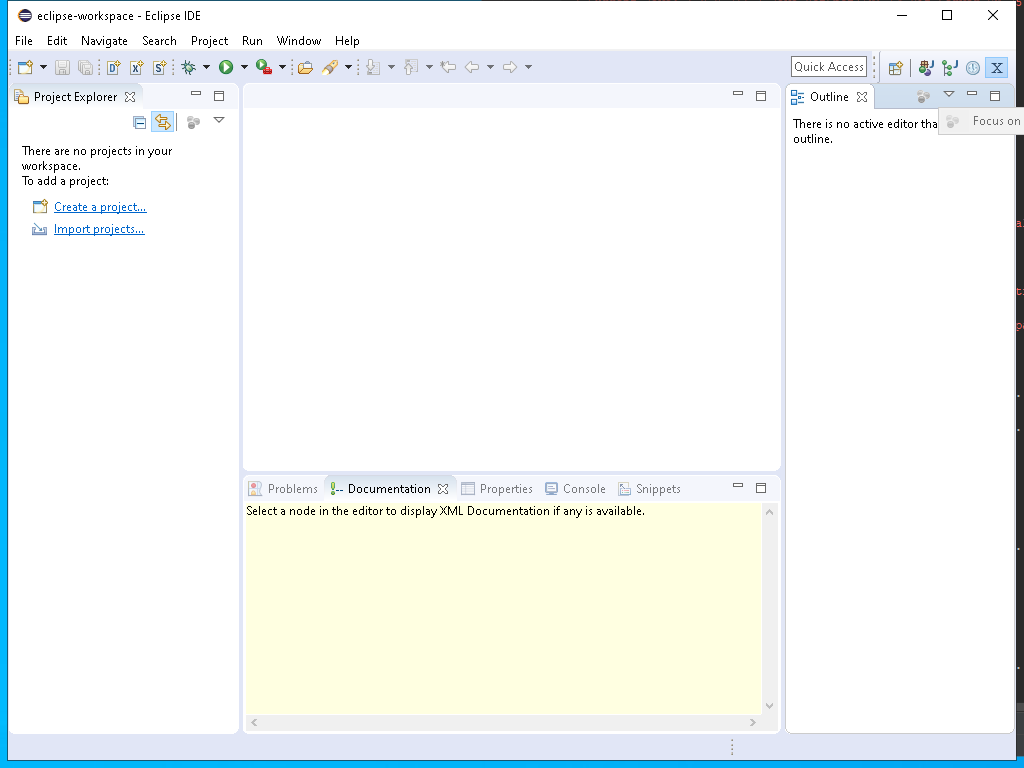 eclipse-workspace - Eclipse IDE
File Edit Navigate Search Project Run Window Help
Quick Access
Project Explorer
There are no projects in your
workspace.
To add a project:
Create a project...
Import projects...
Outline
There is no active editor tha
outline.
Focus on
Problems Documentation Properties Console Snippets
Select a node in the editor to display XML Documentation if any is available.